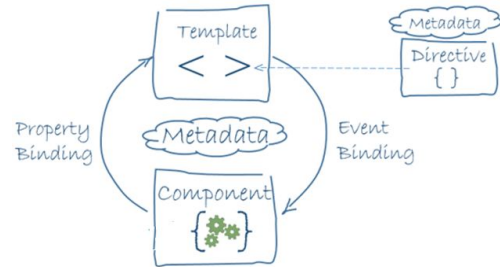 Template
< >
Metadata
Directive
{ }
Property
Binding
Metadata
Event
Binding
Component
{ }